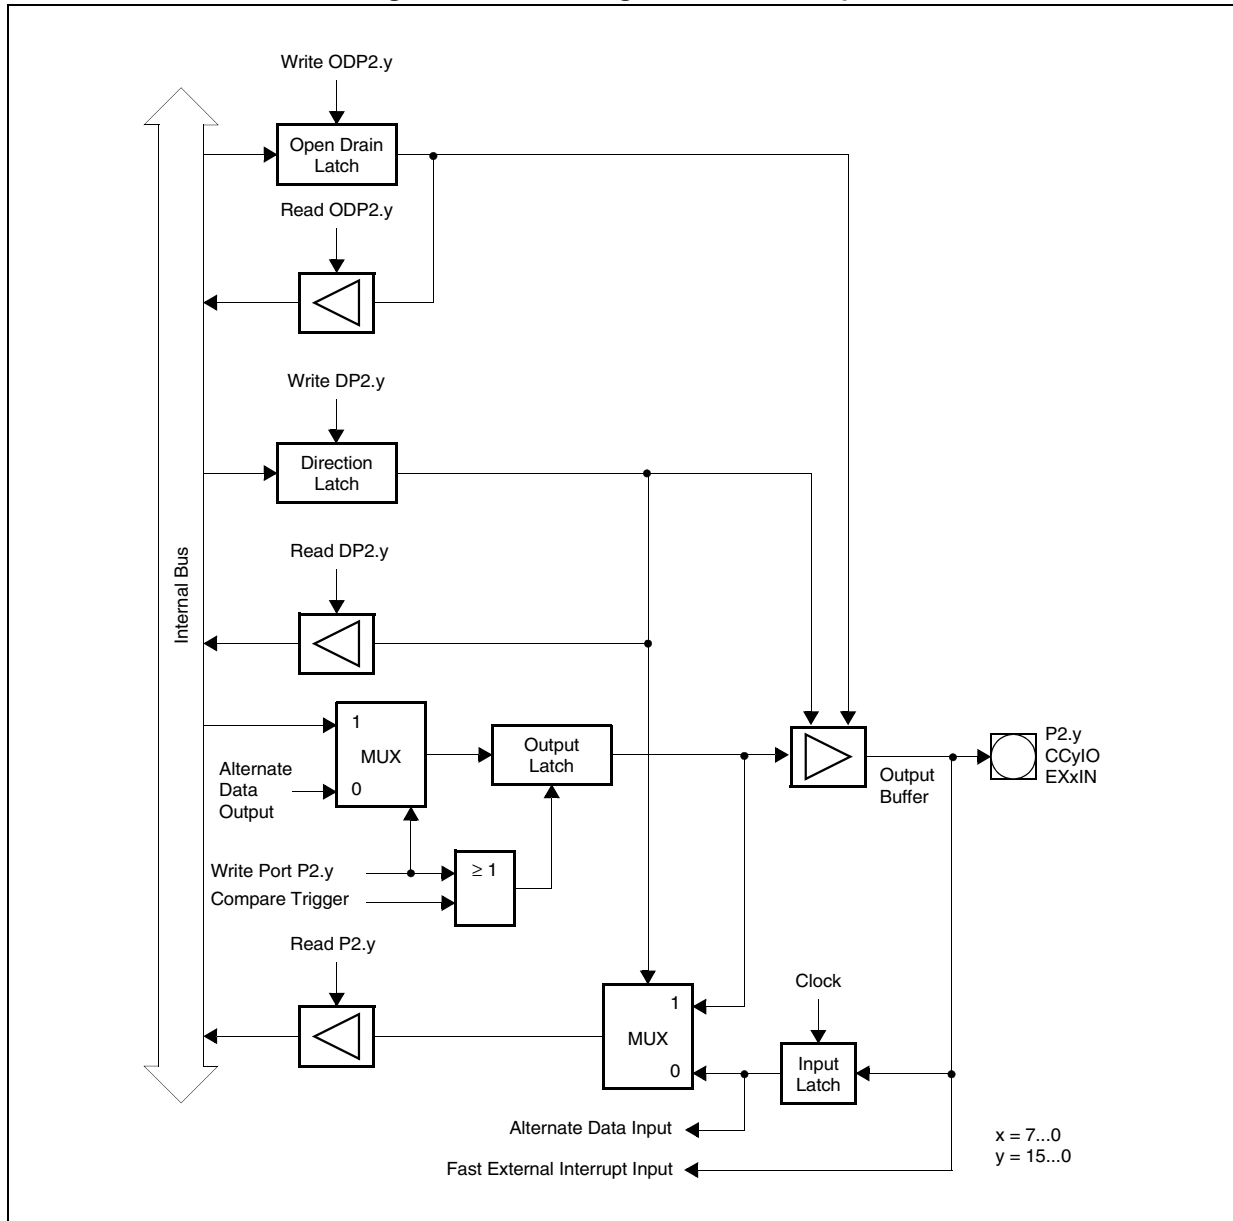 Write ODP2.y
Open Drain
Latch
Read ODP2.y
Write DP2.y
Direction
Latch
Internal Bus
Read DP2.y
1
MUX
0
Alternate
Data
Output
Output
Latch
Output
Buffer
P2.y
CCyIO
EXxIN
Write Port P2.y
Compare Trigger
≥ 1
Read P2.y
1
MUX
0
Clock
Input
Latch
Alternate Data Input
Fast External Interrupt Input
x = 7...0
y = 15...0